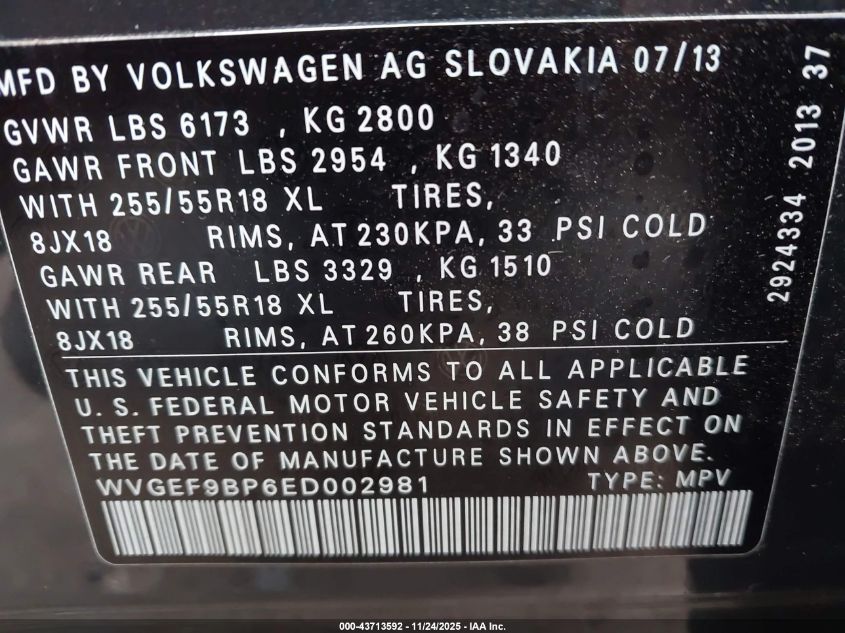 MFD BY VOLKSWAGEN AG SLOVAKIA 07/13
GVWR LBS 6173 , KG 2800
GAWR FRONT LBS 2954 , KG 1340
WITH 255/55R18 XL TIRES,
8JX18 RIMS, AT 230KPA, 33 PSI COLD
GAWR REAR LBS 3329 , KG 1510
WITH 255/55R18 XL TIRES,
8JX18 RIMS, AT 260KPA, 38 PSI COLD
THIS VEHICLE CONFORMS TO ALL APPLICABLE
U. S. FEDERAL MOTOR VEHICLE SAFETY AND
THEFT PREVENTION STANDARDS IN EFFECT ON
THE DATE OF MANUFACTURE SHOWN ABOVE.
WVGEF9BP6ED002981 TYPE: MPV
2924334 2013 37
000-43713592 - 11/24/2025 - IAA Inc.